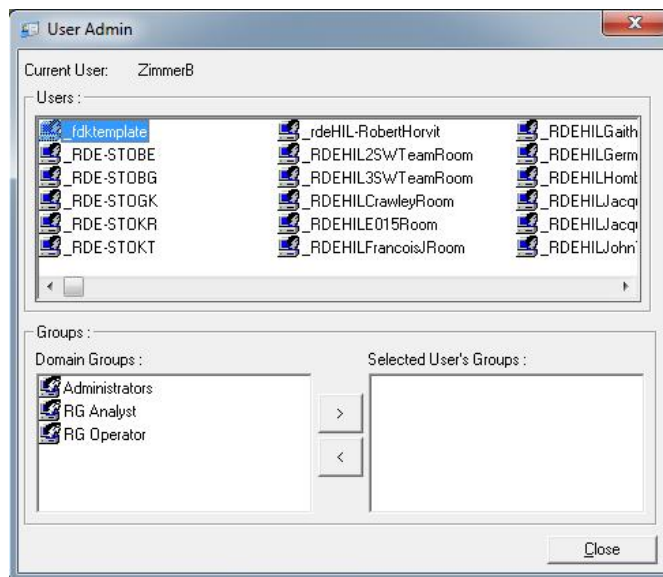 User Admin
Current User: ZimmerB
Users :
_fdktemplate _rdeHIL-RobertHorvit _RDEHILGaith
_RDE-STOBE _RDEHIL2SWTeamRoom _RDEHILGerm
_RDE-STOBG _RDEHIL3SWTeamRoom _RDEHILHomb
_RDE-STOGK _RDEHILCrawleyRoom _RDEHILJacqu
_RDE-STOKR _RDEHILE015Room _RDEHILJacqu
_RDE-STOKT _RDEHILFrancoisJRoom _RDEHILJohn
Groups :
Domain Groups : Selected User's Groups :
Administrators
RG Analyst
RG Operator
>
<
Close